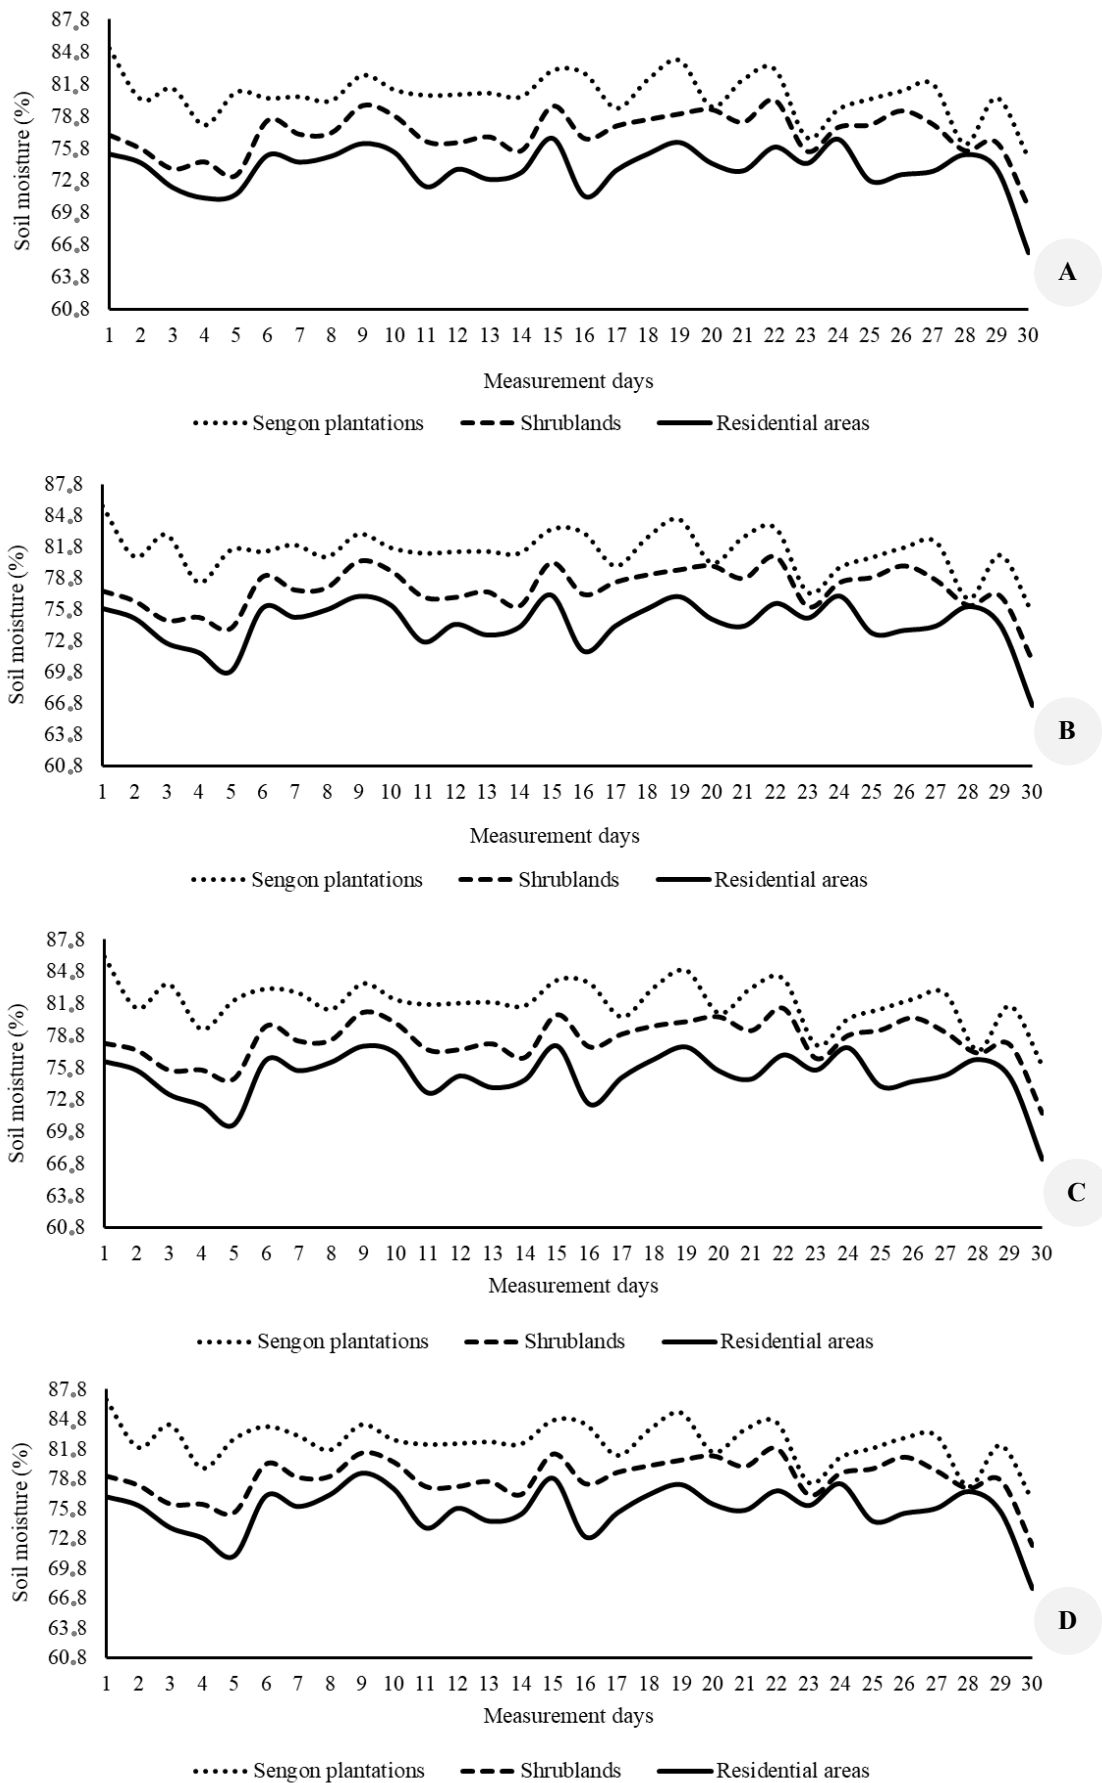 87.8
84.8
81.8
78.8
75.8
72.8
69.8
66.8
63.8
60.8
Soil moisture (%)
A
1 2 3 4 5 6 7 8 9 10 11 12 13 14 15 16 17 18 19 20 21 22 23 24 25 26 27 28 29 30
Measurement days
Sengon plantations Shrublands Residential areas
87.8
84.8
81.8
78.8
75.8
72.8
69.8
66.8
63.8
60.8
Soil moisture (%)
B
1 2 3 4 5 6 7 8 9 10 11 12 13 14 15 16 17 18 19 20 21 22 23 24 25 26 27 28 29 30
Measurement days
Sengon plantations Shrublands Residential areas
87.8
84.8
81.8
78.8
75.8
72.8
69.8
66.8
63.8
60.8
Soil moisture (%)
C
1 2 3 4 5 6 7 8 9 10 11 12 13 14 15 16 17 18 19 20 21 22 23 24 25 26 27 28 29 30
Measurement days
Sengon plantations Shrublands Residential areas
87.8
84.8
81.8
78.8
75.8
72.8
69.8
66.8
63.8
60.8
Soil moisture (%)
D
1 2 3 4 5 6 7 8 9 10 11 12 13 14 15 16 17 18 19 20 21 22 23 24 25 26 27 28 29 30
Measurement days
Sengon plantations Shrublands Residential areas